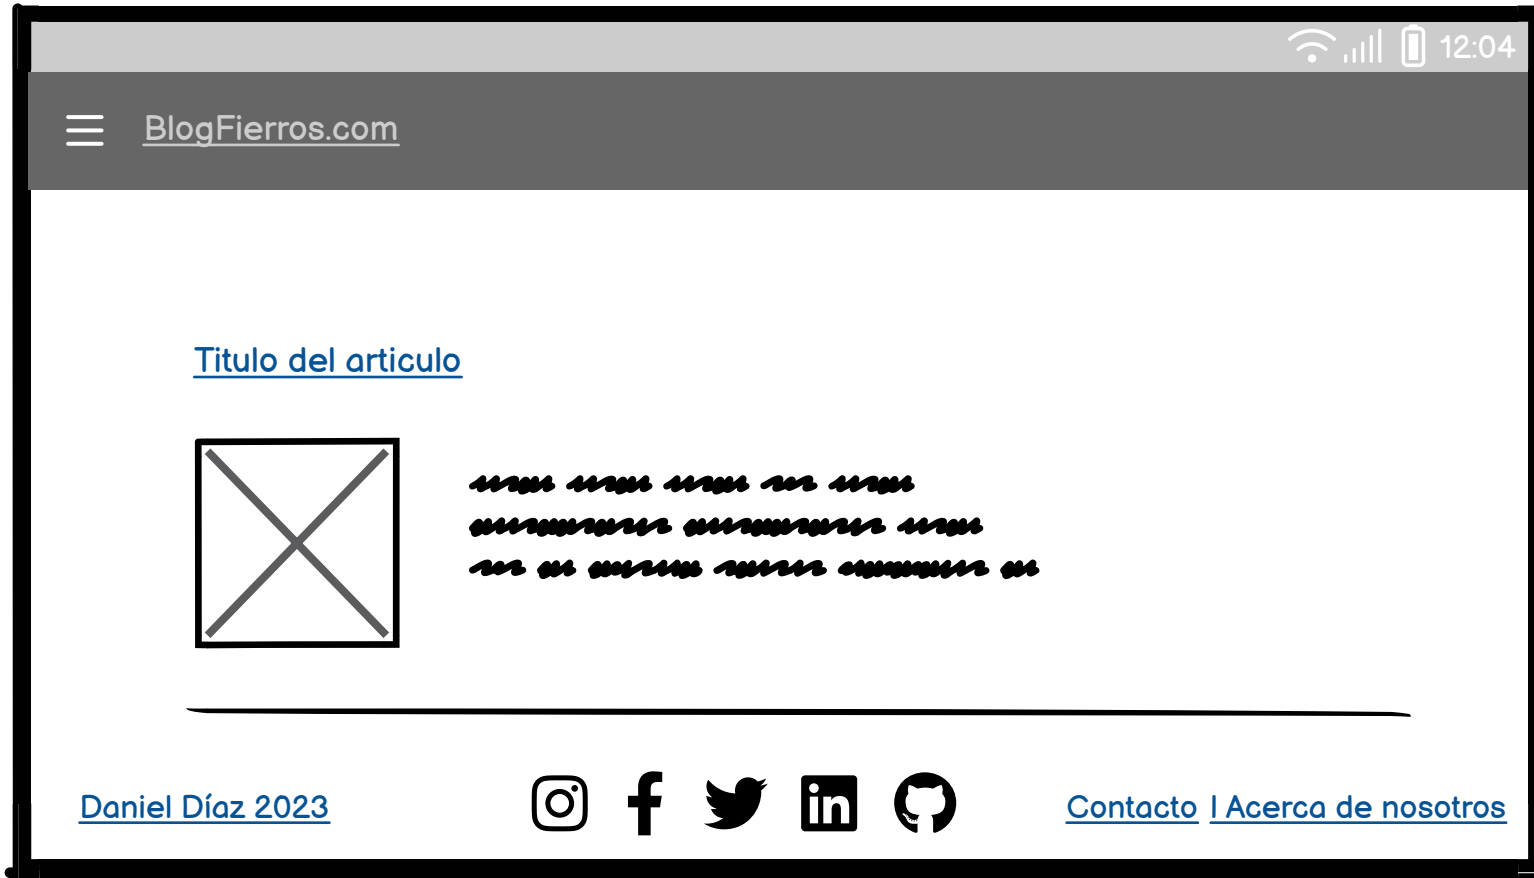 12:04
BlogFierros.com
Titulo del articulo
Daniel Díaz 2023
Contacto | Acerca de nosotros